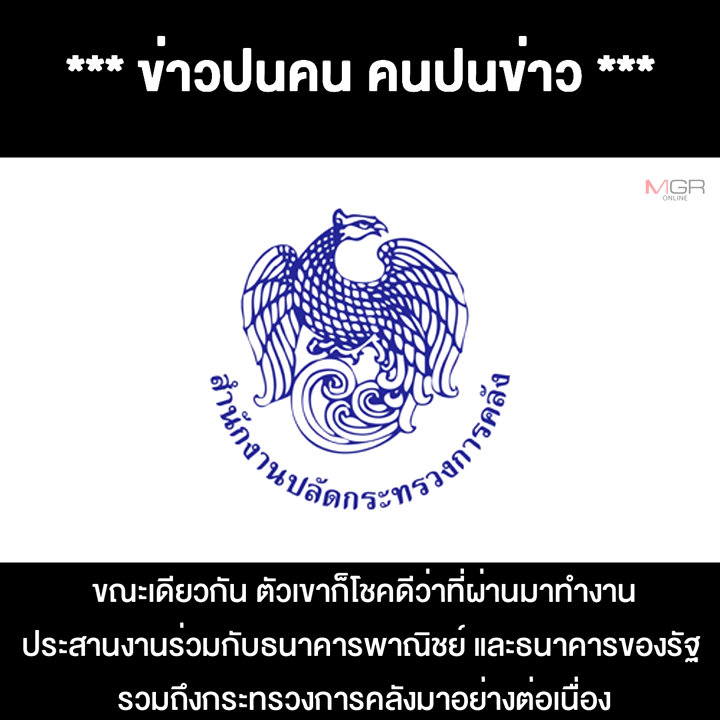 *** ข่าวปนคน คนปนข่าว ***
MGR
ONLINE
สำนักงานปลัดกระทรวงการคลัง
ขณะเดียวกัน ตัวเขาก็โชคดีว่าที่ผ่านมาทำงาน
ประสานงานร่วมกับธนาคารพาณิชย์ และธนาคารของรัฐ
รวมถึงกระทรวงการคลังมาอย่างต่อเนื่อง